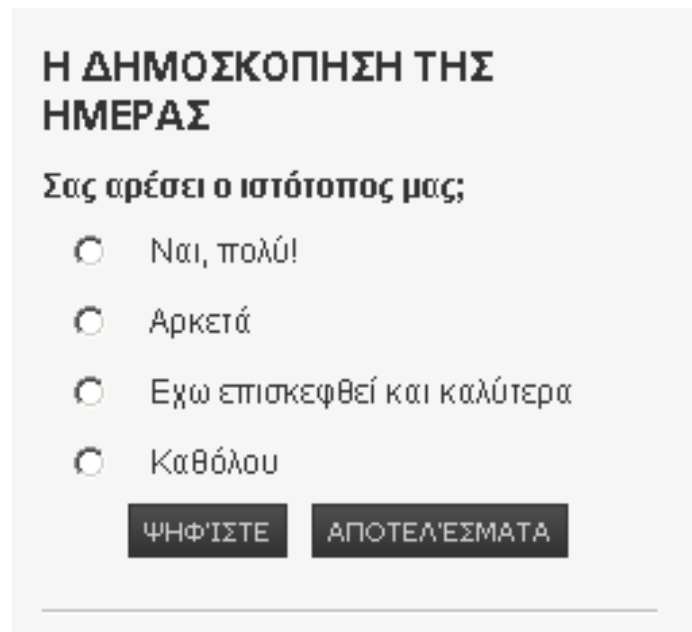 Η ΔΗΜΟΣΚΟΠΗΣΗ ΤΗΣ
ΗΜΕΡΑΣ
Σας αρέσει ο ιστότοπος μας;
Ναι, πολύ!
Αρκετά
Εχω επισκεφθεί και καλύτερα
Καθόλου
ΨΗΦΊΣΤΕ ΑΠΟΤΕΛΈΣΜΑΤΑ